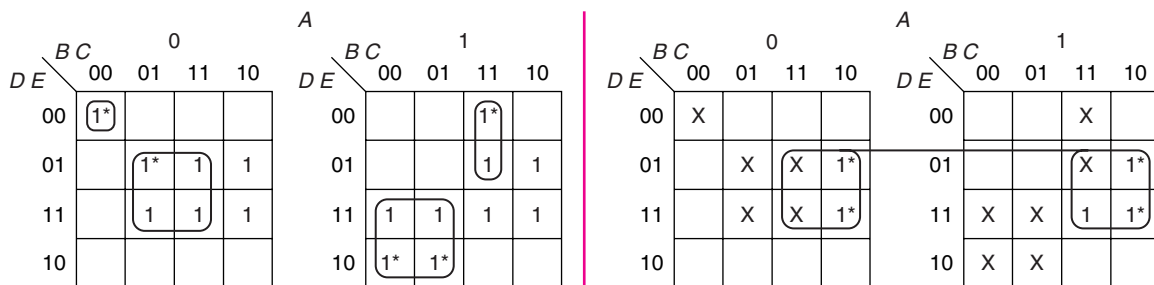 A A
0 1 0 1
B C B C B C B C
00 01 11 10 00 01 11 10 00 01 11 10 00 01 11 10
D E D E D E D E
00 1* 00 1* 00 X 00 X
01 1* 1 1 01 1 1 01 X X 1* 01 X 1*
11 1 1 1 11 1 1 1 1 11 X X 1* 11 X X 1 1*
10 10 1* 1* 10 10 X X